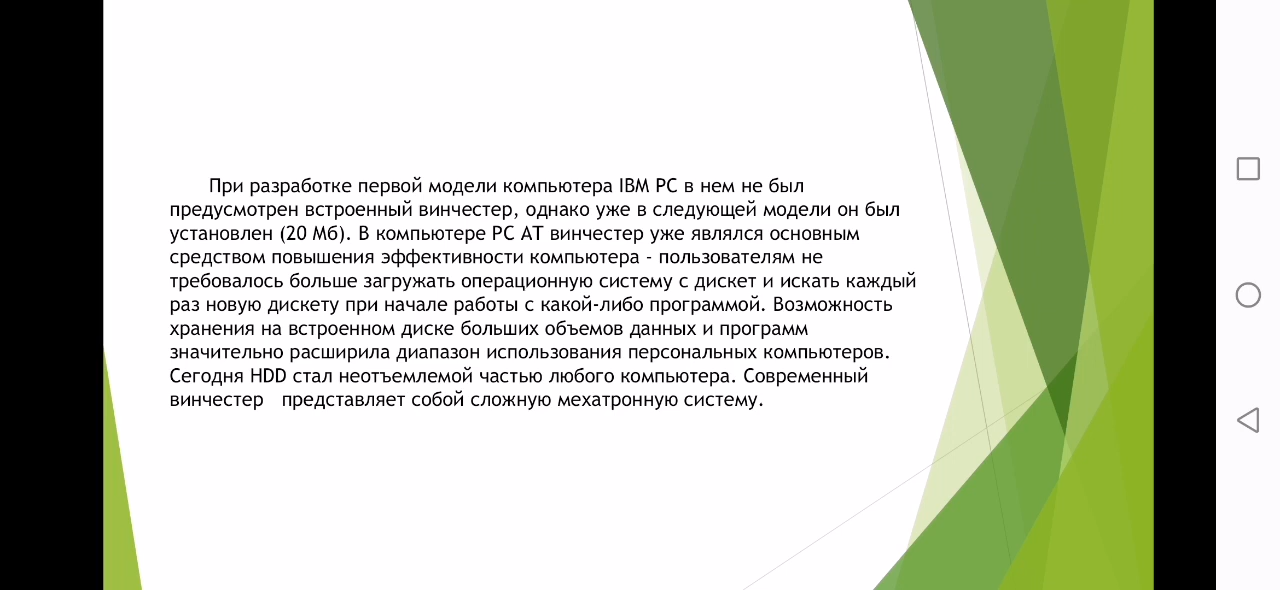 При разработке первой модели компьютера IBM PC в нем не был
предусмотрен встроенный винчестер, однако уже в следующей модели он был
установлен (20 Мб). В компьютере PC AT винчестер уже являлся основным
средством повышения эффективности компьютера - пользователям не
требовалось больше загружать операционную систему с дискет и искать каждый
раз новую дискету при начале работы с какой-либо программой. Возможность
хранения на встроенном диске больших объемов данных и программ
значительно расширила диапазон использования персональных компьютеров.
Сегодня HDD стал неотъемлемой частью любого компьютера. Современный
винчестер   представляет собой сложную мехатронную систему.